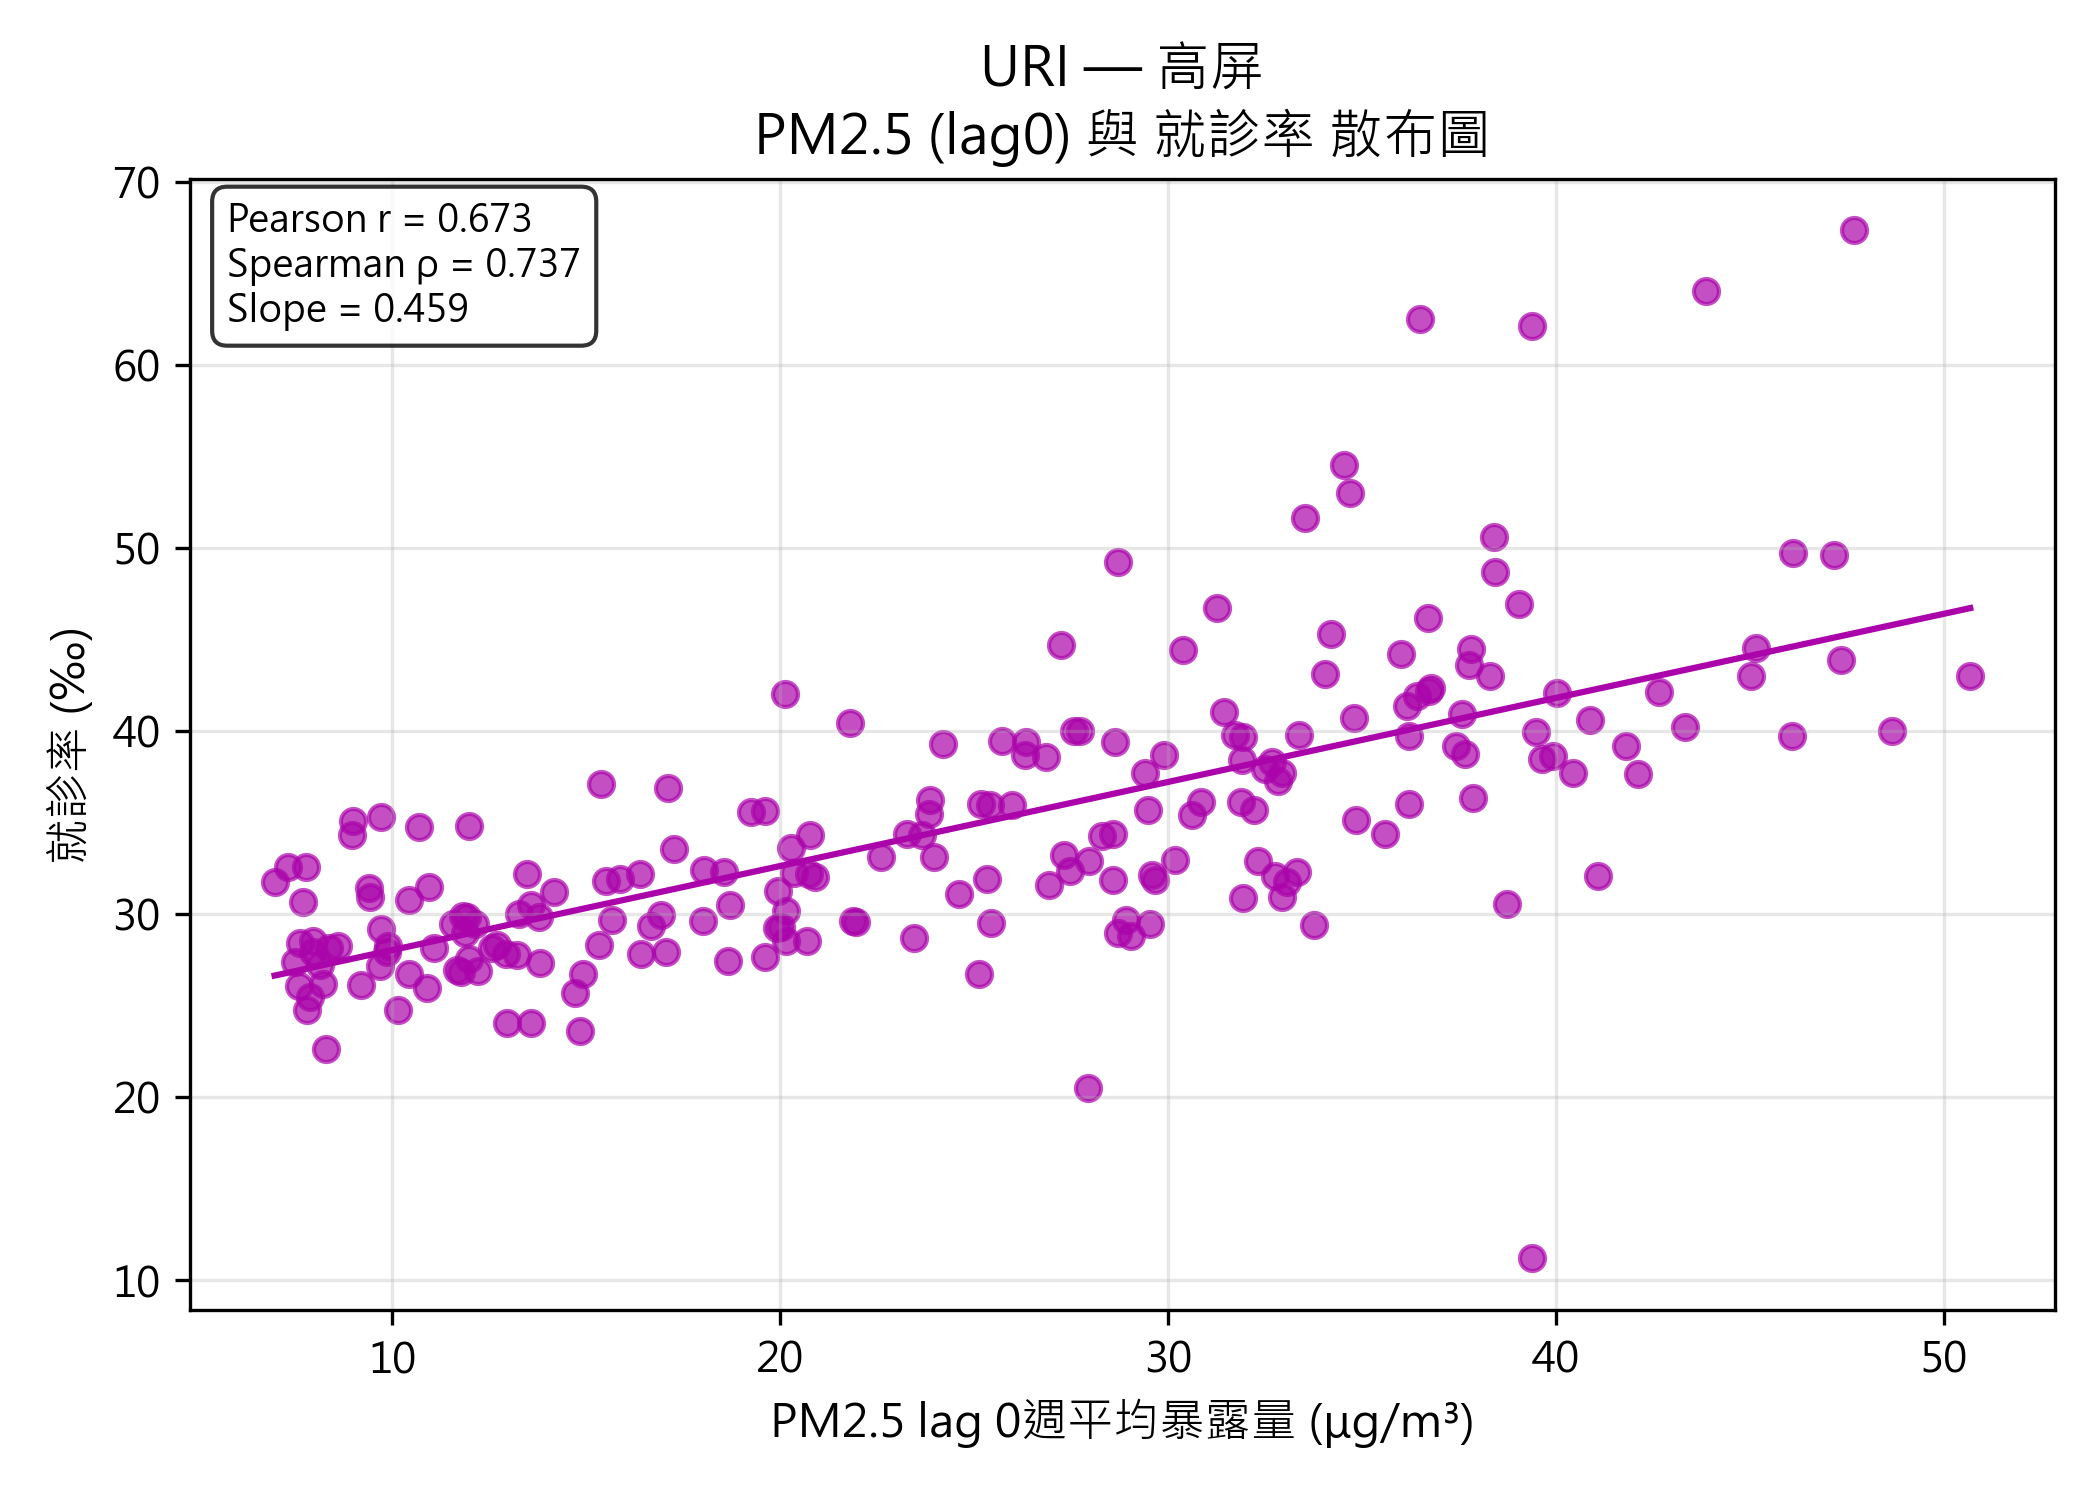 URI — 高屏
PM2.5 (lag0) 與 就診率 散布圖
Pearson r = 0.673
Spearman ρ = 0.737
Slope = 0.459
70
60
50
40
30
20
10
就診率 (‰)
10 20 30 40 50
PM2.5 lag 0週平均暴露量 (μg/m³)